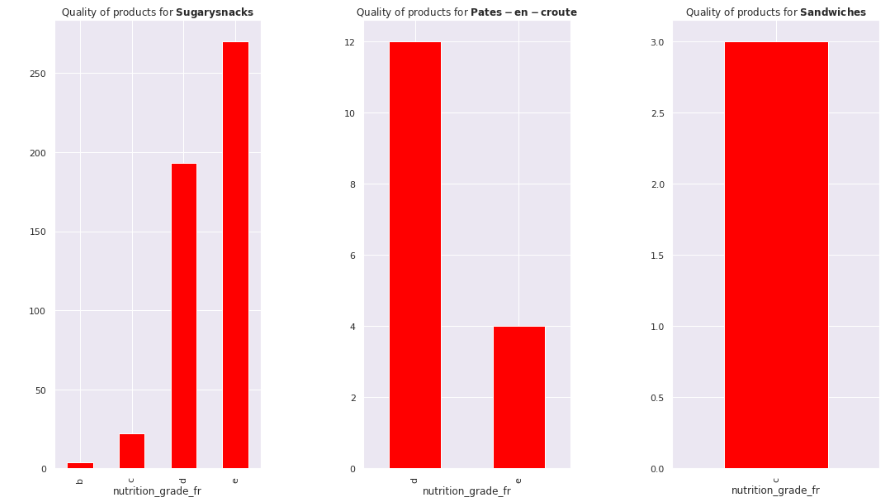 Quality of products for Sugarysnacks
250
200
150
100
50
0
b c d e
nutrition_grade_fr
Quality of products for Pates − en − croute
12
10
8
6
4
2
0
d e
nutrition_grade_fr
Quality of products for Sandwiches
3.0
2.5
2.0
1.5
1.0
0.5
0.0
c
nutrition_grade_fr